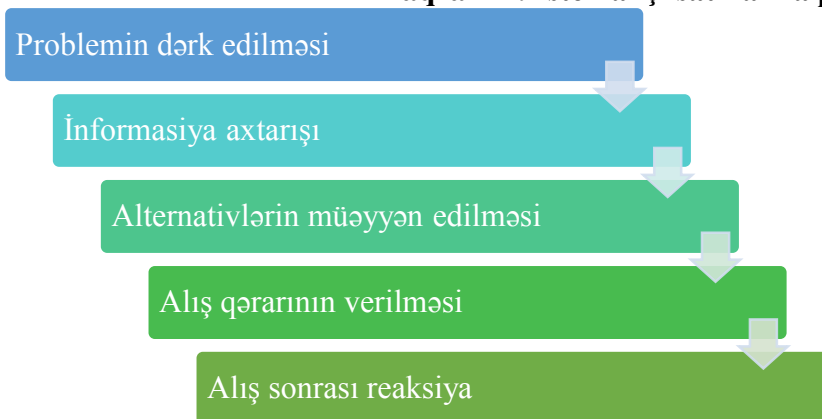 Problemin dərk edilməsi
İnformasiya axtarışı
Alternativlərin müəyyən edilməsi
Alış qərarının verilməsi
Alış sonrası reaksiya